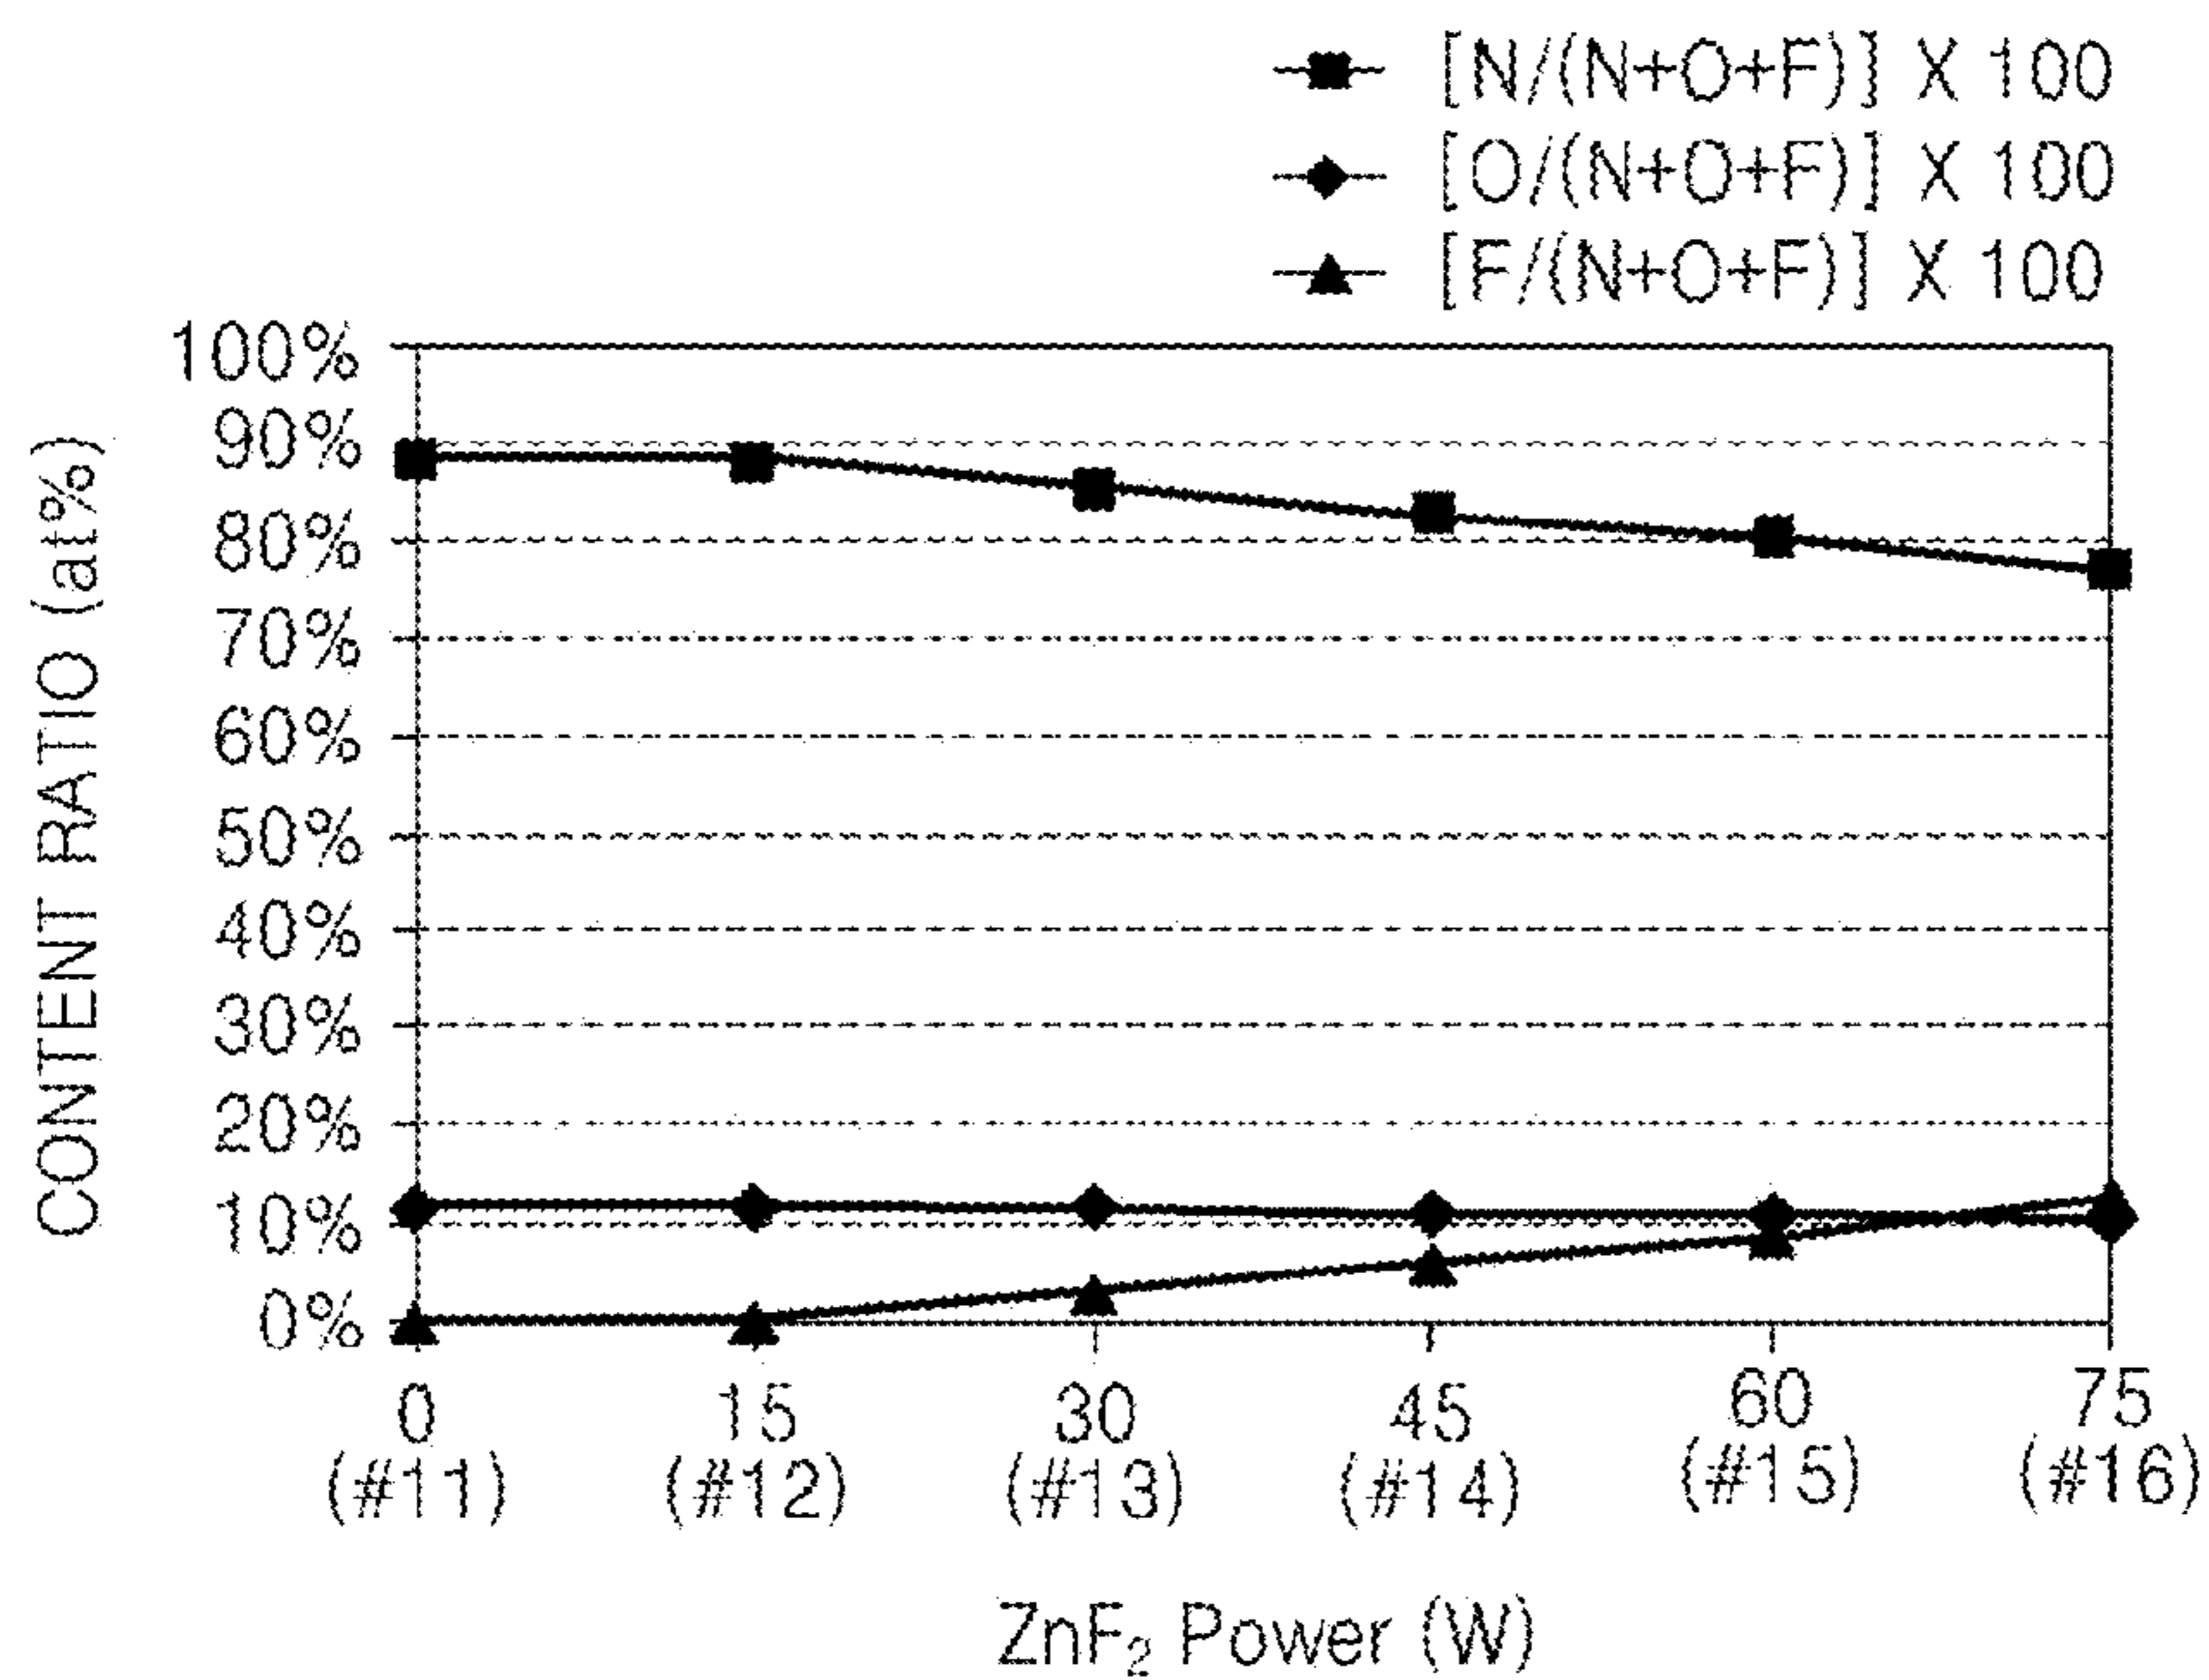 [N/(N+O+F)] X 100
[O/(N+O+F)] X 100
[F/(N+O+F)] X 100
CONTENT RATIO (at%)
100%
90%
80%
70%
60%
50%
40%
30%
20%
10%
0%
0 15 30 45 60 75
(#11) (#12) (#13) (#14) (#15) (#16)
ZnF₂ Power (W)